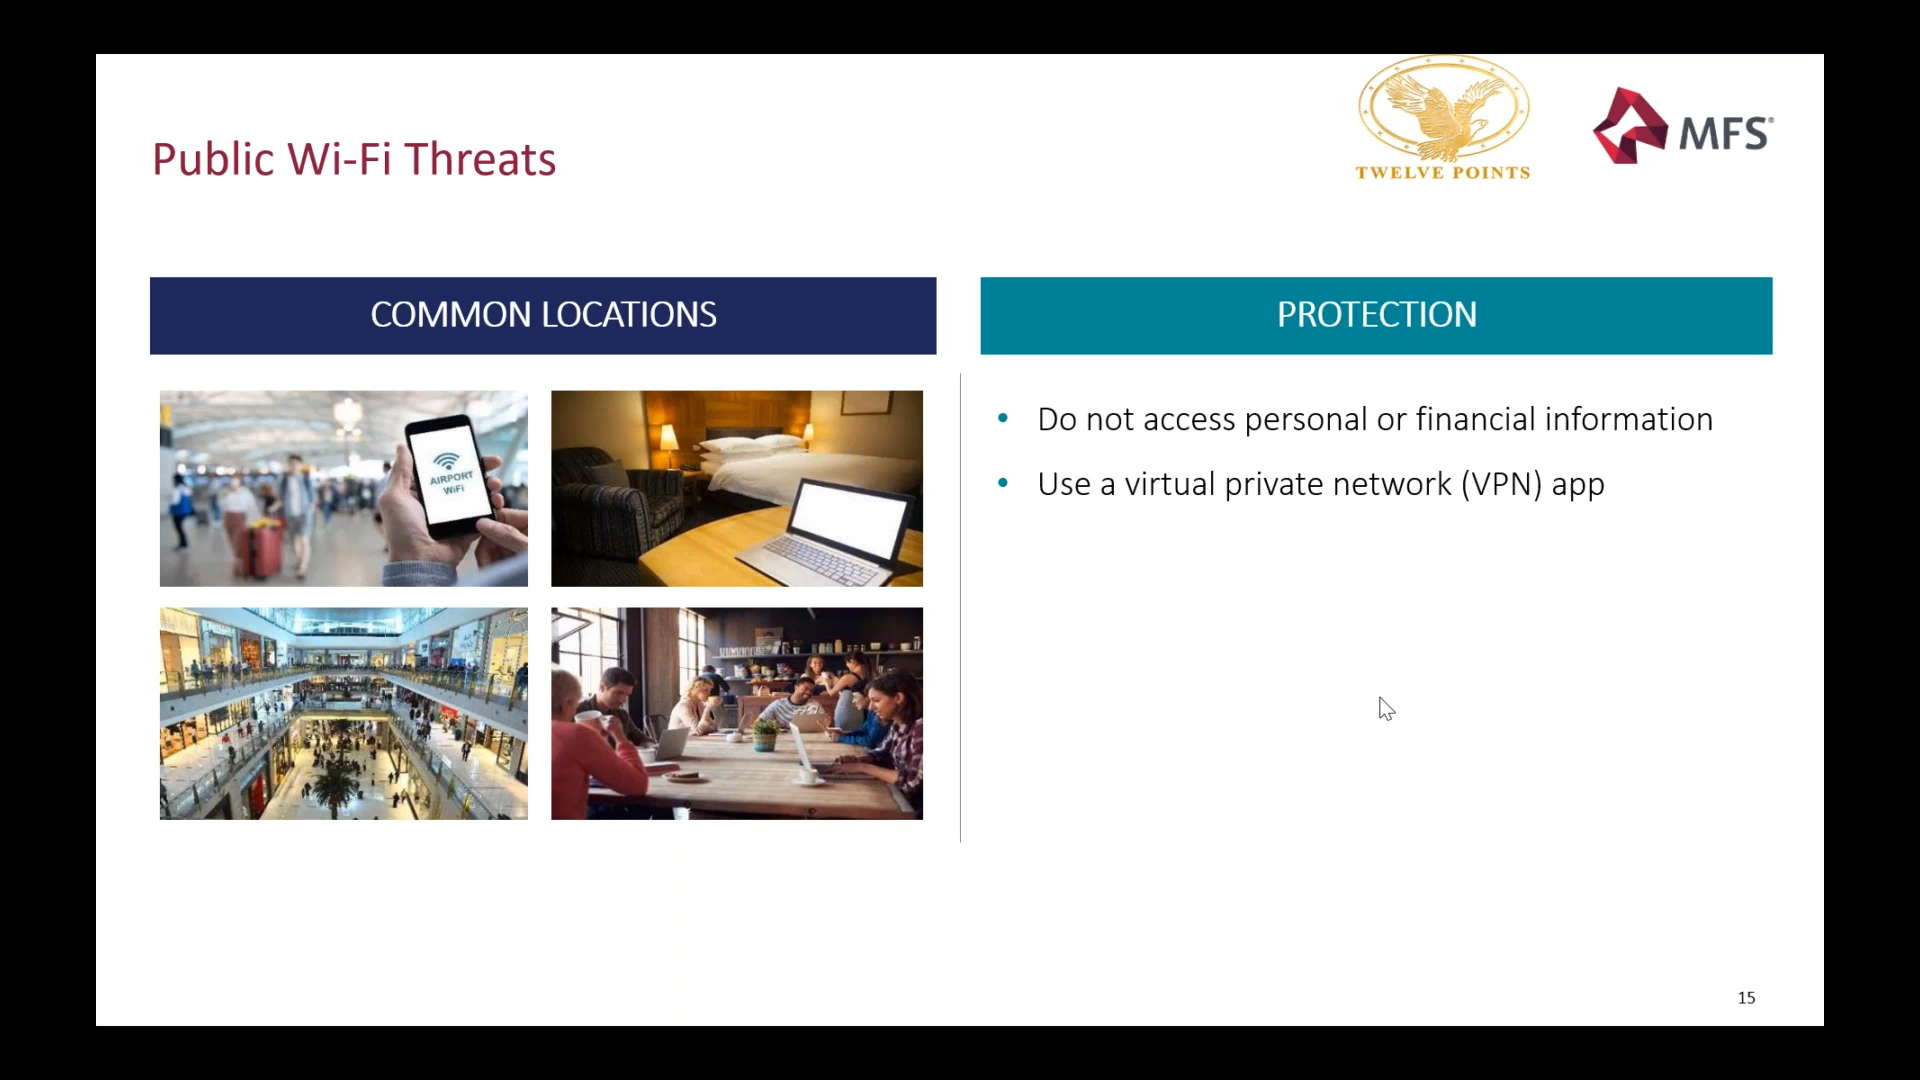 TWELVE POINTS
MFS®
Public Wi-Fi Threats
COMMON LOCATIONS
AIRPORT
WiFi
PROTECTION
• Do not access personal or financial information
• Use a virtual private network (VPN) app
15